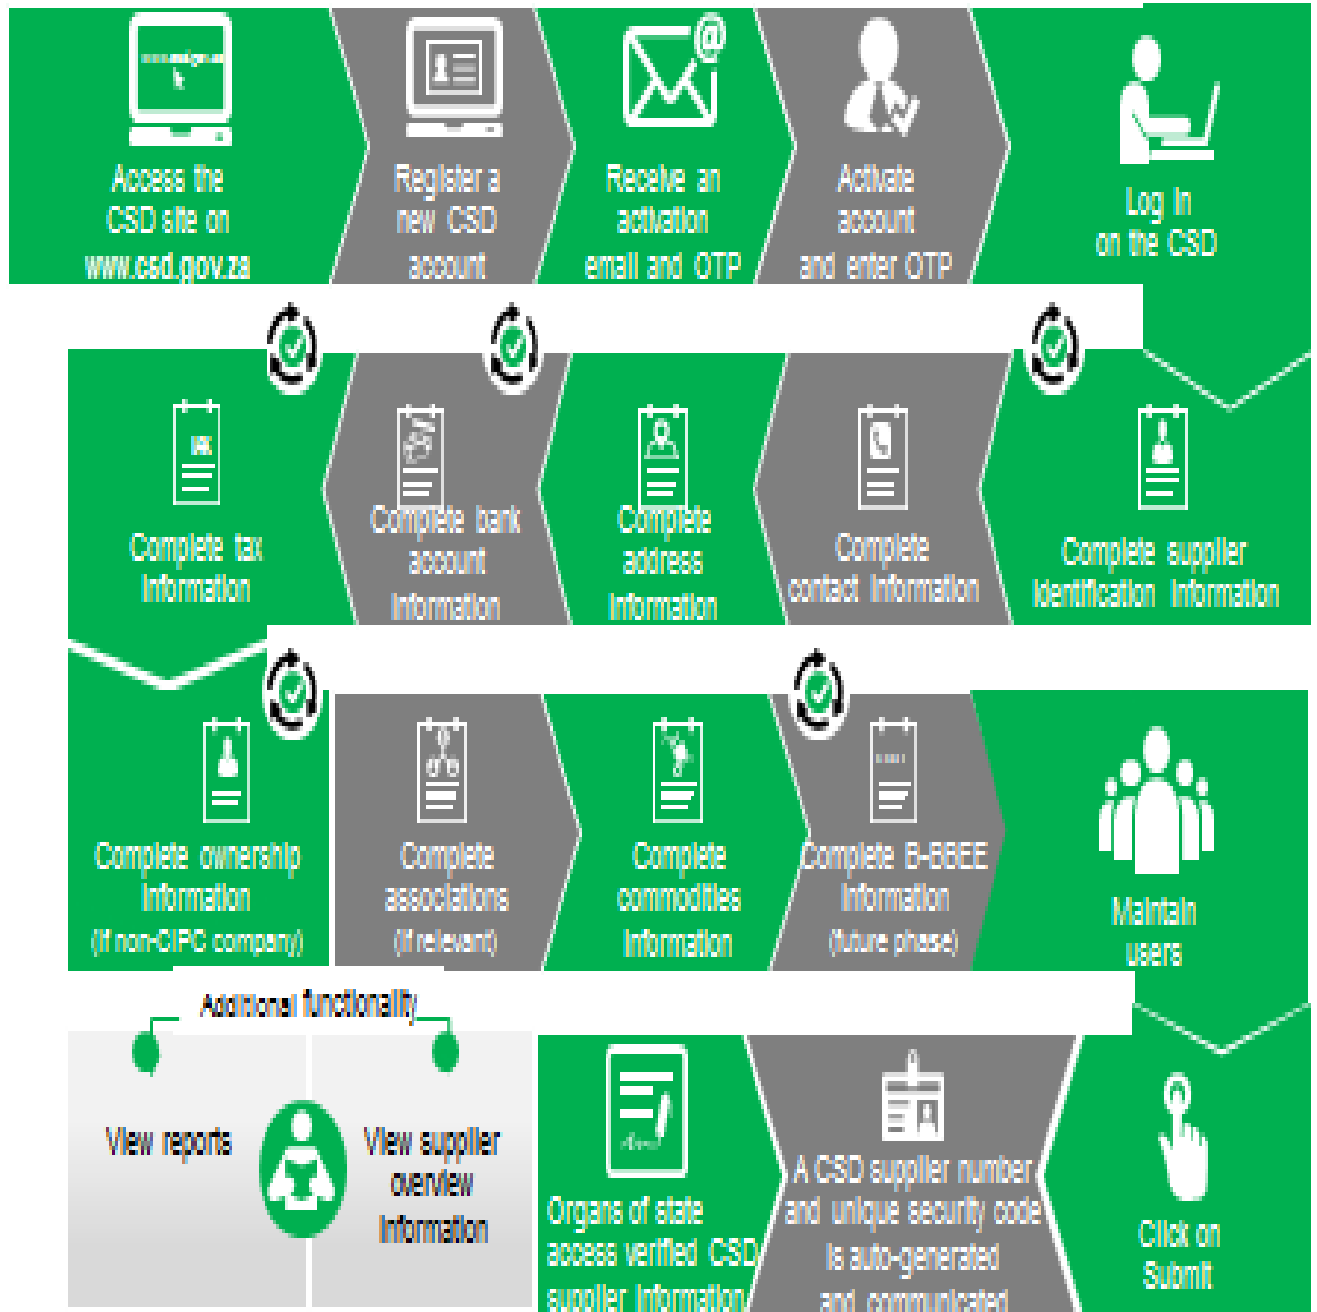 Access the
CSD site on
www.csd.gov.za
Register a
new CSD
account
Receive an
activation
email and OTP
Activate
account
and enter OTP
Log in
on the CSD
Complete supplier
identification information
Complete
contact information
Complete
address
information
Complete bank
account
information
Complete tax
information
Complete ownership
information
(if non-CIPC company)
Complete
associations
(if relevant)
Complete
commodities
information
Complete B-BBEE
information
(future phase)
Maintain
users
Click on
Submit
A CSD supplier number
and unique security code
is auto-generated
and communicated
Organs of state
access verified CSD
supplier information
Additional functionality
View reports
View supplier
overview
information